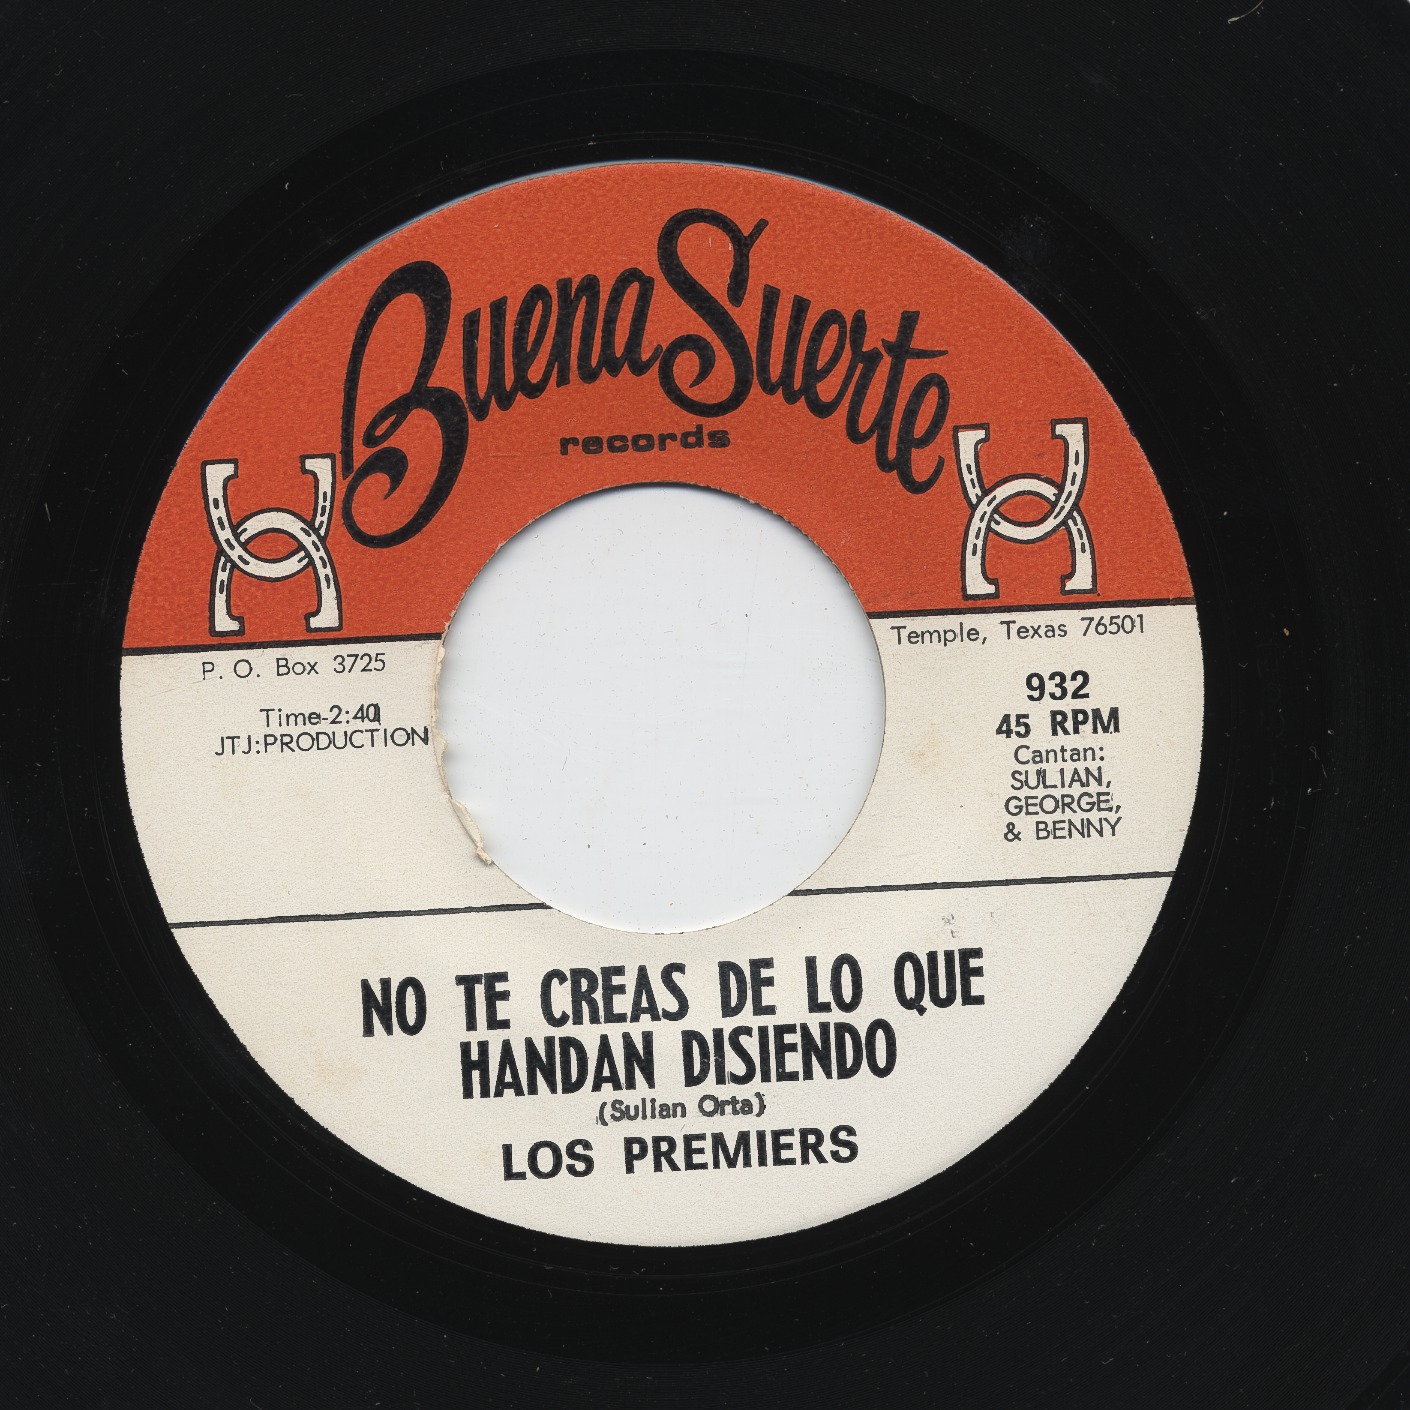 Buena Suerte
records
P. O. Box 3725
Temple, Texas 76501
Time-2:40
JTJ:PRODUCTION
932
45 RPM
Cantan:
SULIAN,
GEORGE,
& BENNY
NO TE CREAS DE LO QUE
HANDAN DISIENDO
(Sulian Orta)
LOS PREMIERS